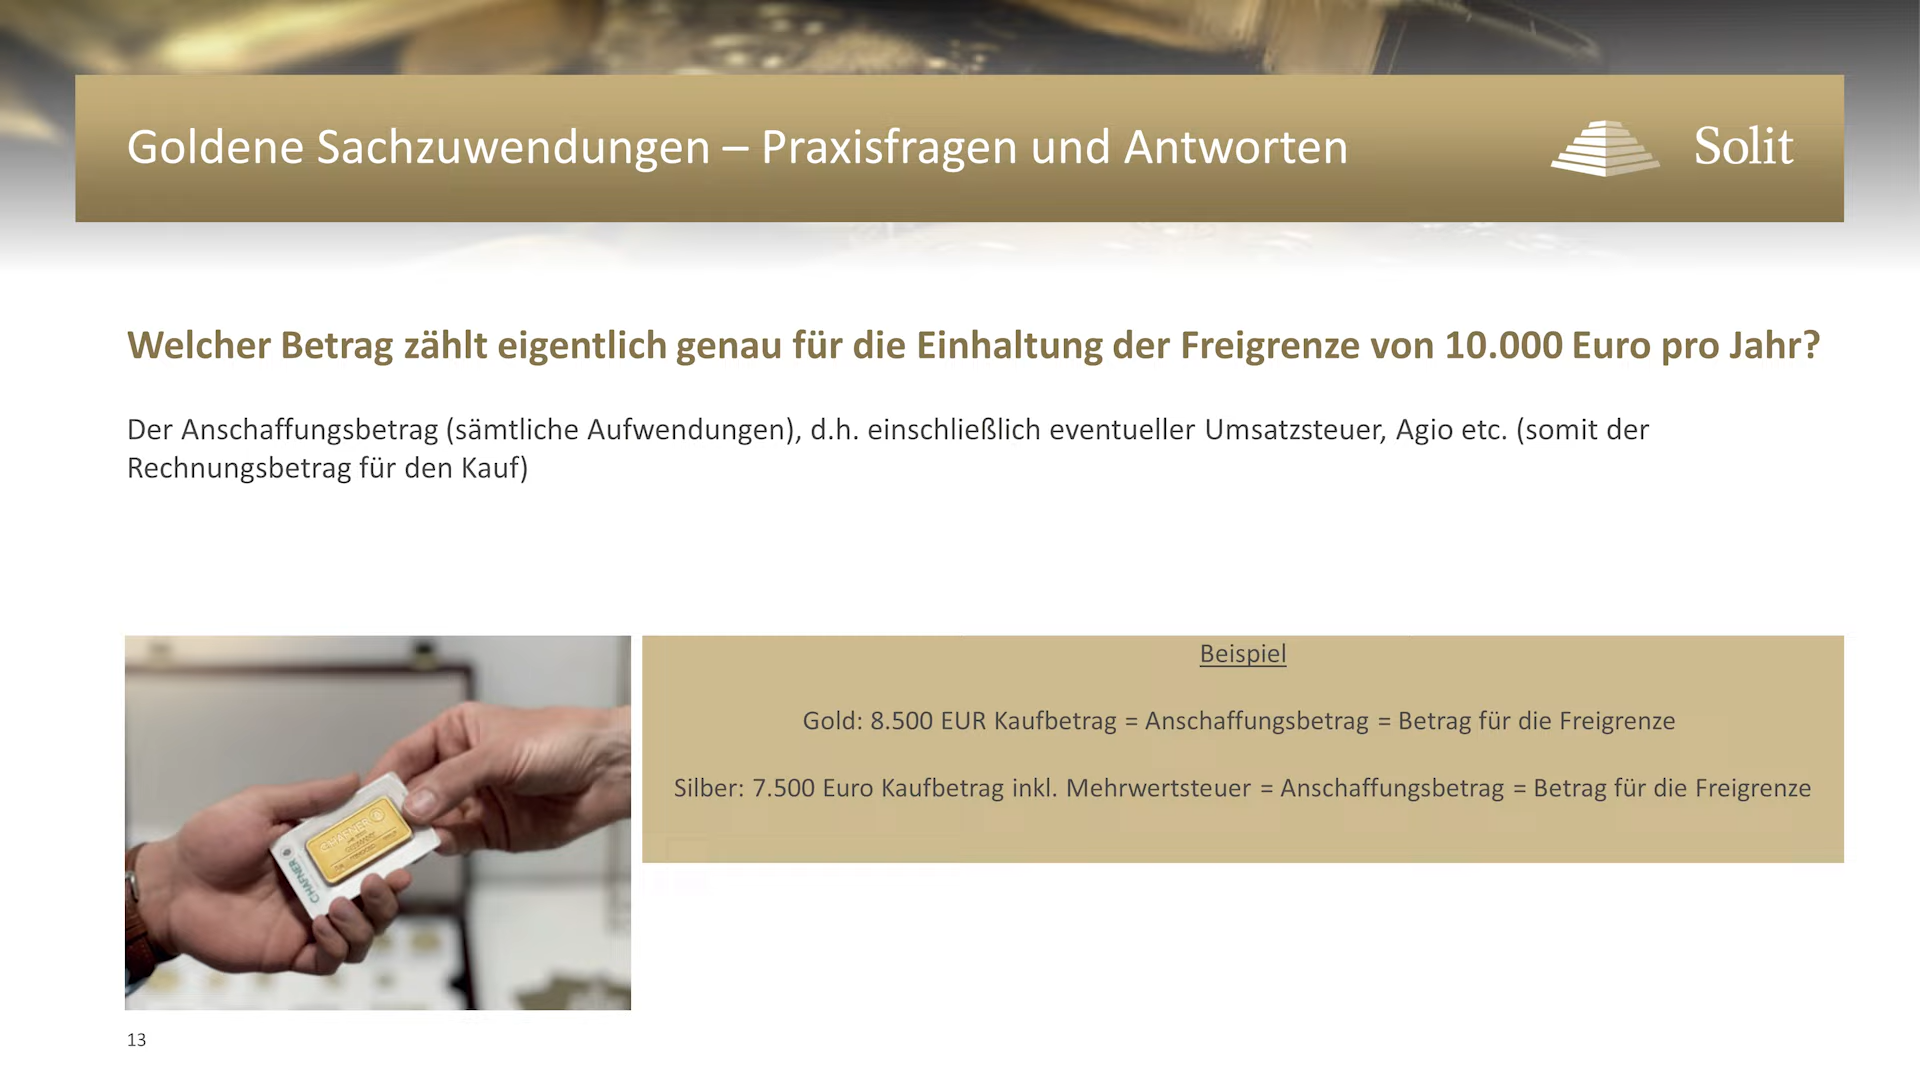 Goldene Sachzuwendungen – Praxisfragen und Antworten
Solit
Welcher Betrag zählt eigentlich genau für die Einhaltung der Freigrenze von 10.000 Euro pro Jahr?
Der Anschaffungsbetrag (sämtliche Aufwendungen), d.h. einschließlich eventueller Umsatzsteuer, Agio etc. (somit der
Rechnungsbetrag für den Kauf)
Beispiel
Gold: 8.500 EUR Kaufbetrag = Anschaffungsbetrag = Betrag für die Freigrenze
Silber: 7.500 Euro Kaufbetrag inkl. Mehrwertsteuer = Anschaffungsbetrag = Betrag für die Freigrenze
C.HAFNER
C.HAFNER
13